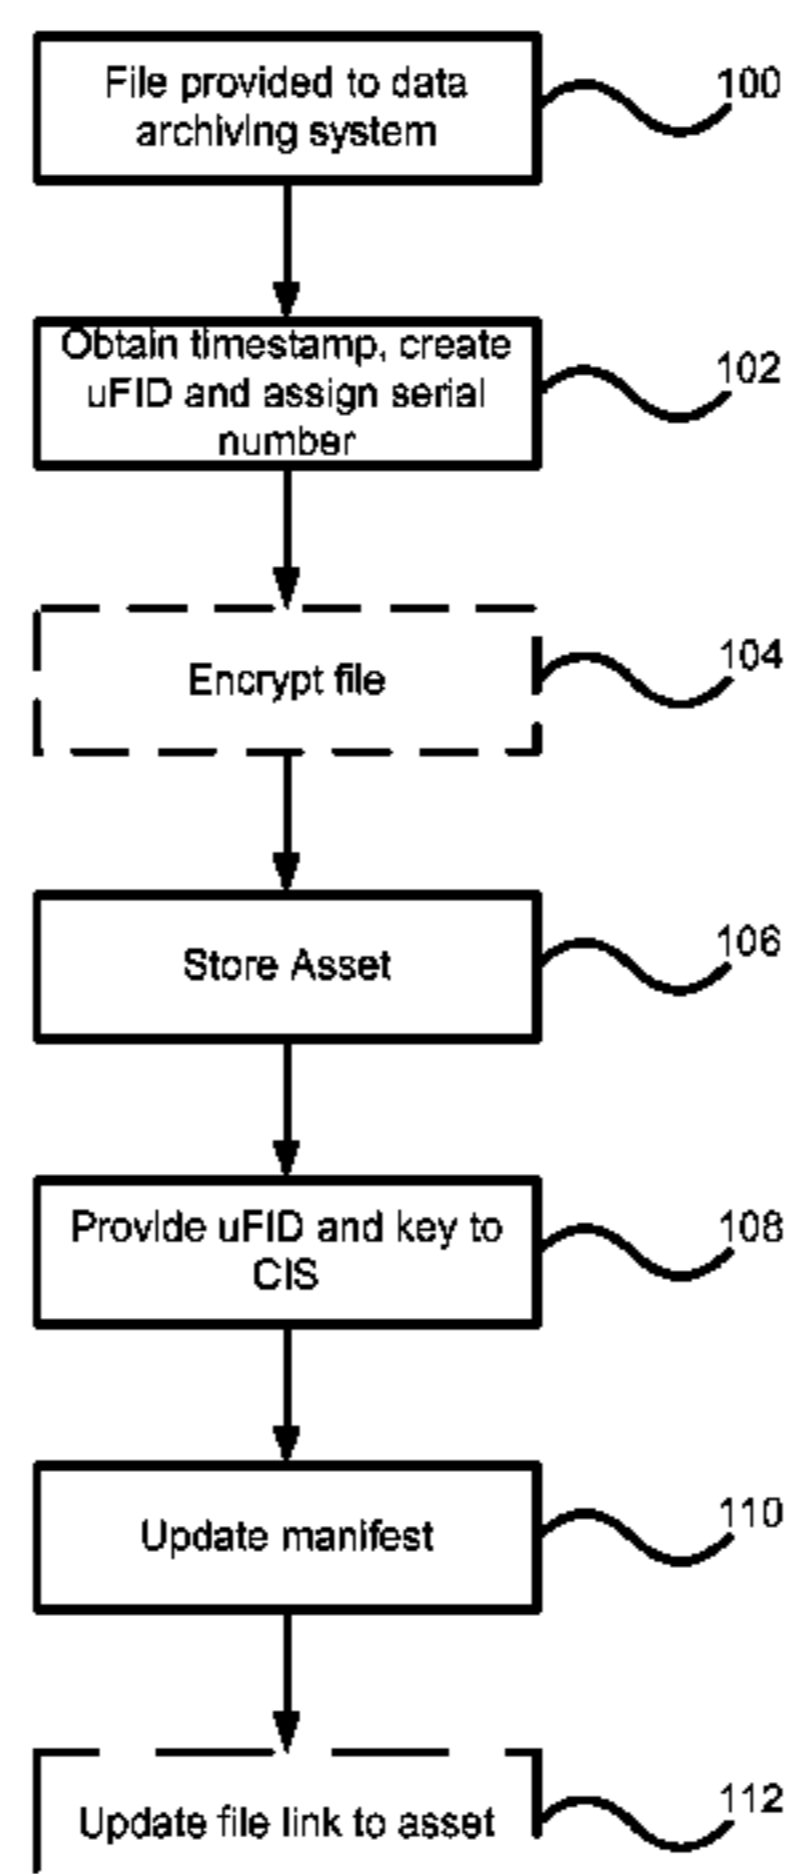 File provided to data
archiving system
100
Obtain timestamp, create
uFID and assign serial
number
102
Encrypt file
104
Store Asset
106
Provide uFID and key to
CIS
108
Update manifest
110
Update file link to asset
112